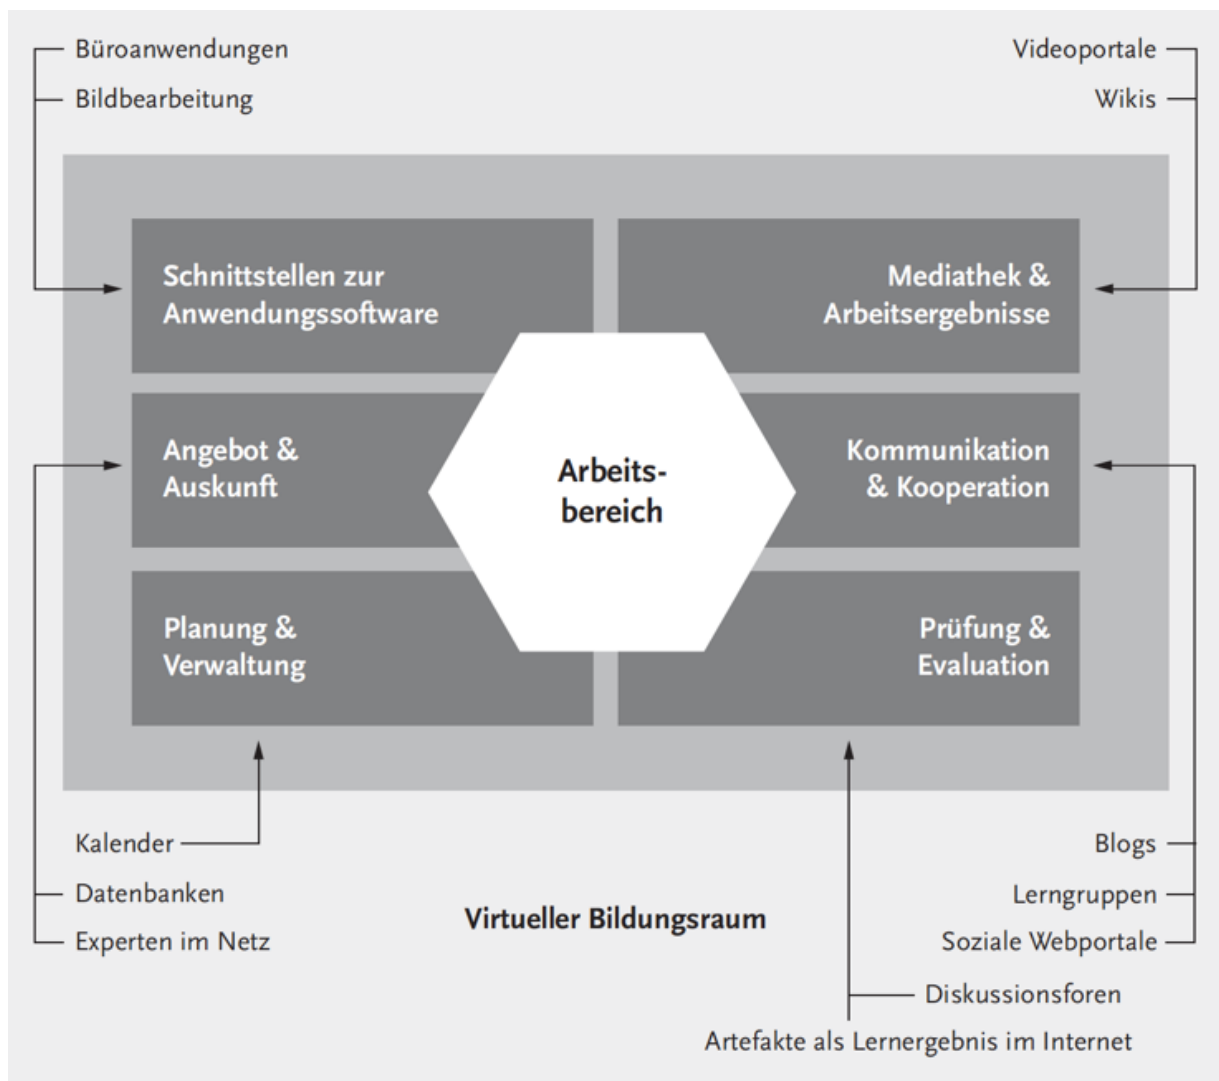 Büroanwendungen
Bildbearbeitung
Videoportale
Wikis
Schnittstellen zur
Anwendungssoftware
Mediathek &
Arbeitsergebnisse
Angebot &
Auskunft
Arbeits-
bereich
Kommunikation
& Kooperation
Planung &
Verwaltung
Prüfung &
Evaluation
Kalender
Datenbanken
Experten im Netz
Virtueller Bildungsraum
Blogs
Lerngruppen
Soziale Webportale
Diskussionsforen
Artefakte als Lernergebnis im Internet